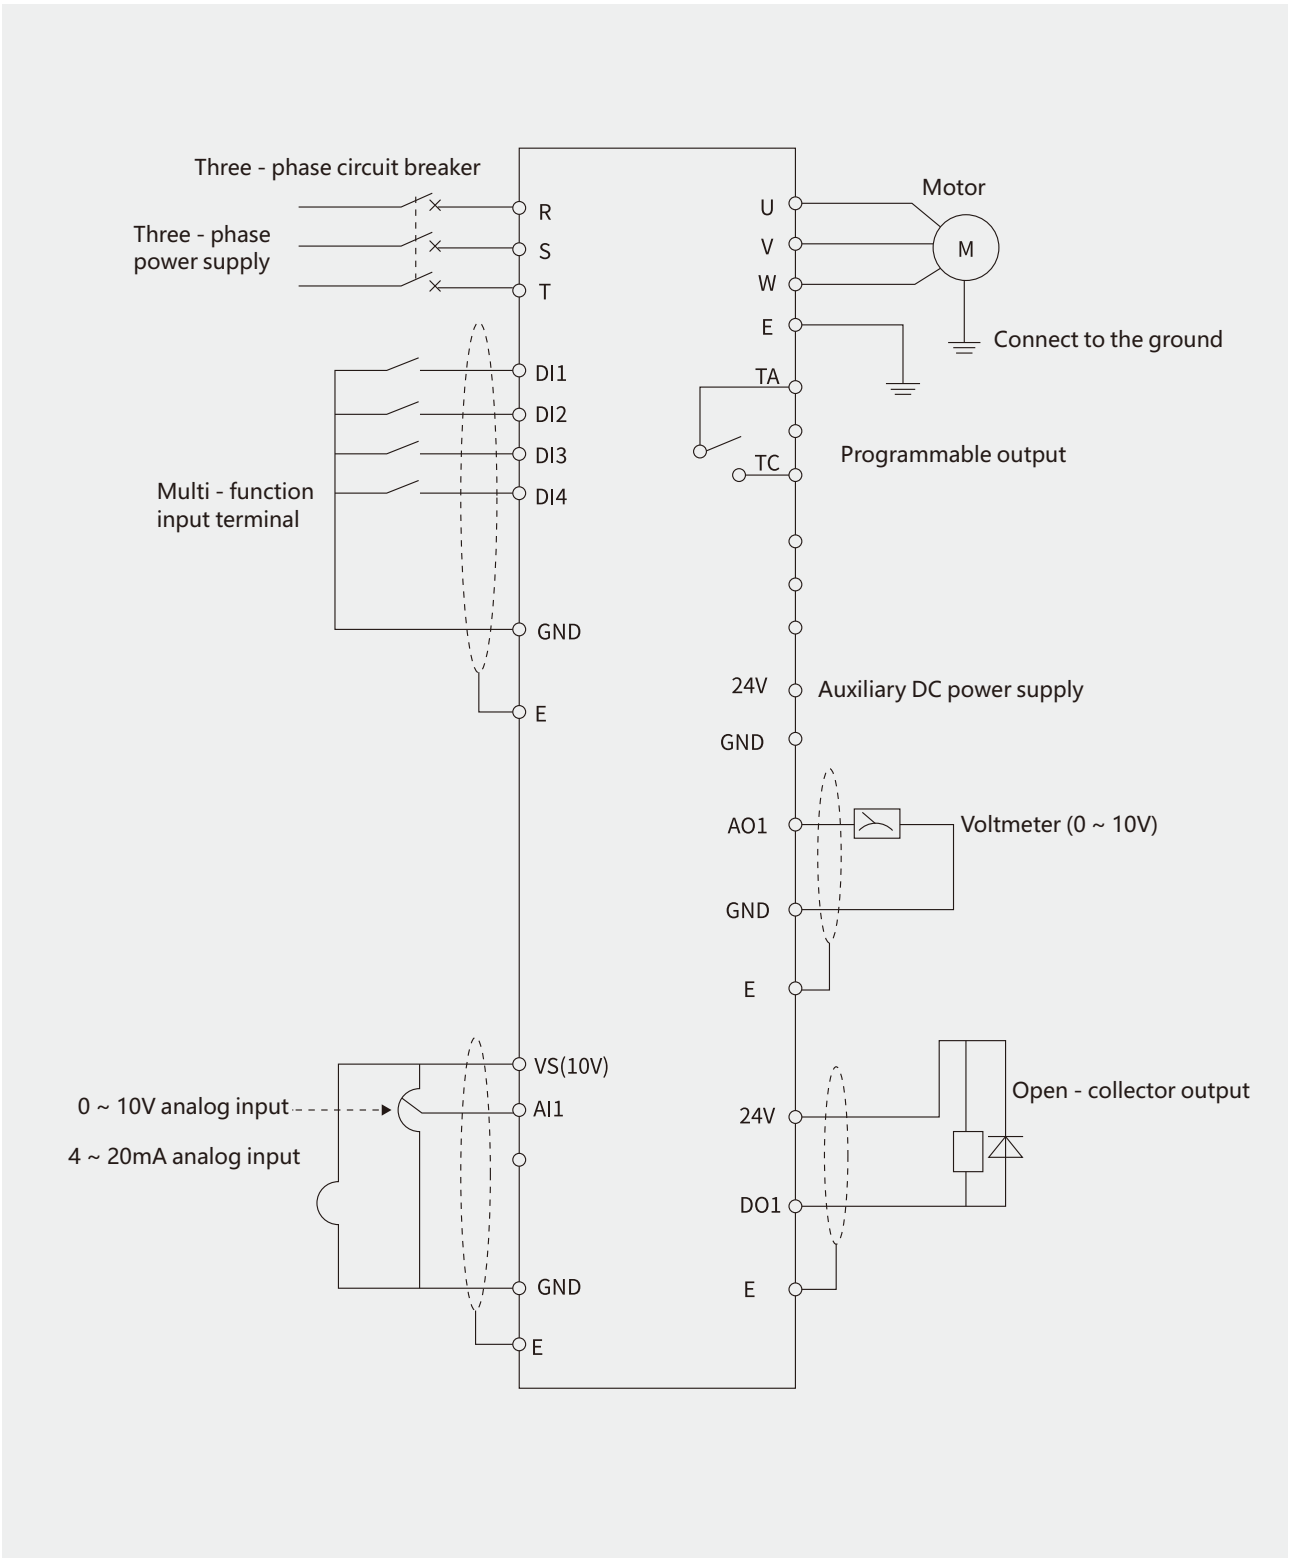 Three - phase circuit breaker
Three - phase
power supply
R
S
T
Motor
U
V
M
W
E
Connect to the ground
DI1
DI2
DI3
DI4
Multi - function
input terminal
GND
E
TA
TC
Programmable output
24V
Auxiliary DC power supply
GND
AO1
Voltmeter (0 ~ 10V)
GND
E
VS(10V)
0 ~ 10V analog input
AI1
4 ~ 20mA analog input
GND
E
Open - collector output
24V
DO1
E